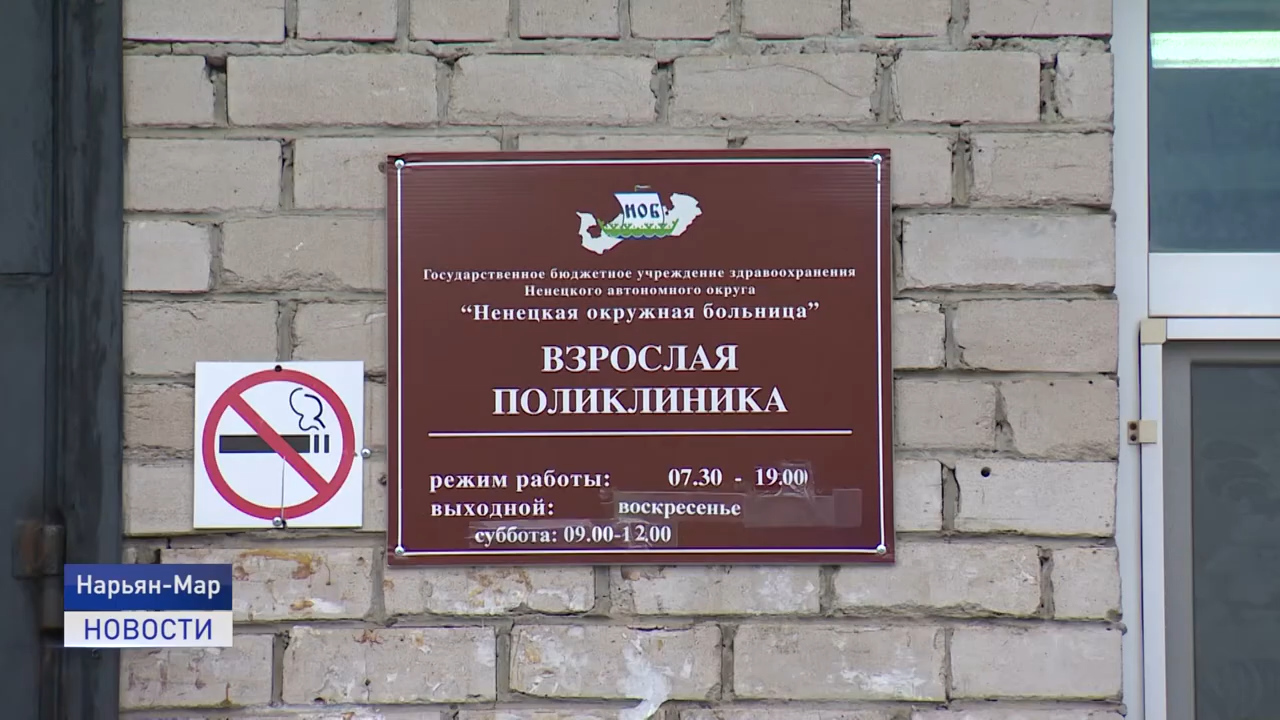 НОБ
Государственное бюджетное учреждение здравоохранения
Ненецкого автономного округа
“Ненецкая окружная больница”
ВЗРОСЛАЯ
ПОЛИКЛИНИКА
режим работы: 07.30 - 19.00
выходной: воскресенье
суббота: 09.00-12.00
Нарьян-Мар
НОВОСТИ